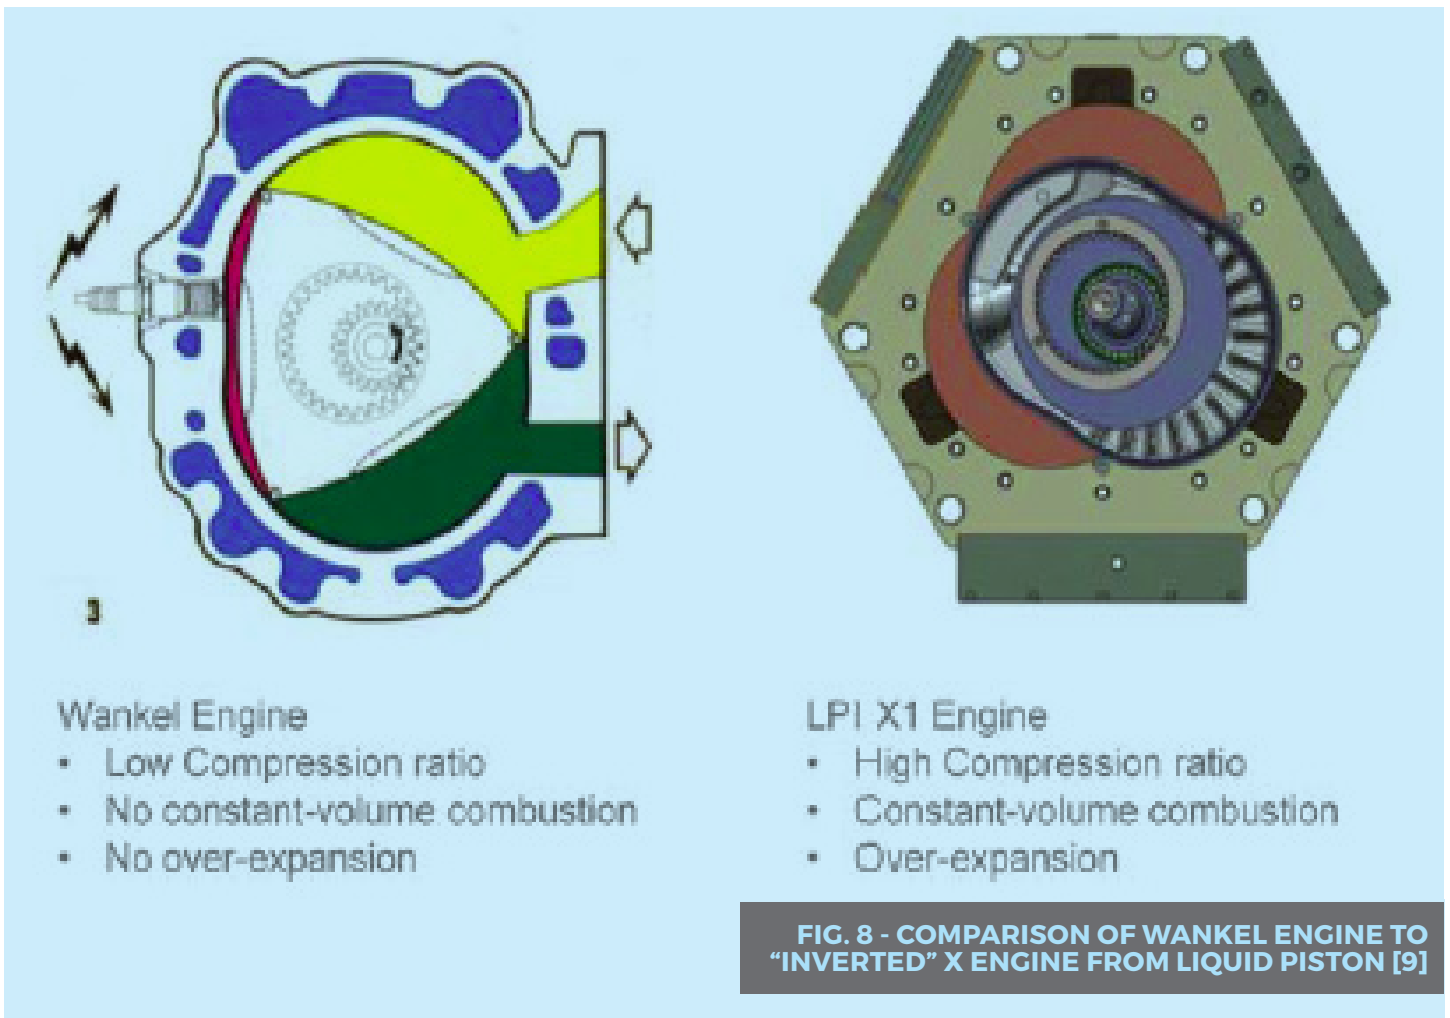 3
Wankel Engine
• Low Compression ratio
• No constant-volume combustion
• No over-expansion
LPI X1 Engine
• High Compression ratio
• Constant-volume combustion
• Over-expansion
FIG. 8 - COMPARISON OF WANKEL ENGINE TO
“INVERTED” X ENGINE FROM LIQUID PISTON [9]